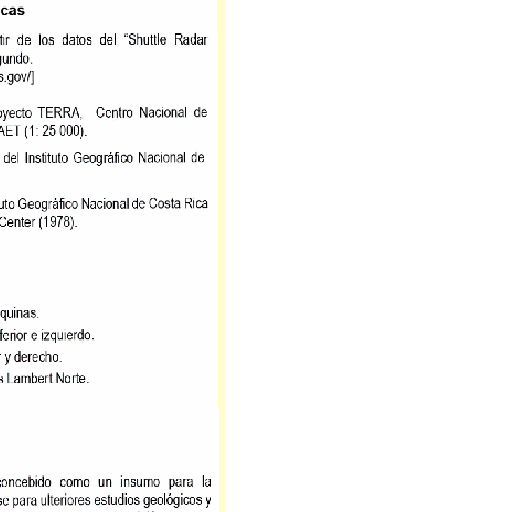 cas
tir de los datos del "Shuttle Radar
gundo.
s.gov/]
oyecto TERRA, Centro Nacional de
AET (1: 25 000).
del Instituto Geográfico Nacional de
uto Geográfico Nacional de Costa Rica
Center (1978).
quinas.
ferior e izquierdo.
r y derecho.
s Lambert Norte.
concebido como un insumo para la
se para ulteriores estudios geológicos y